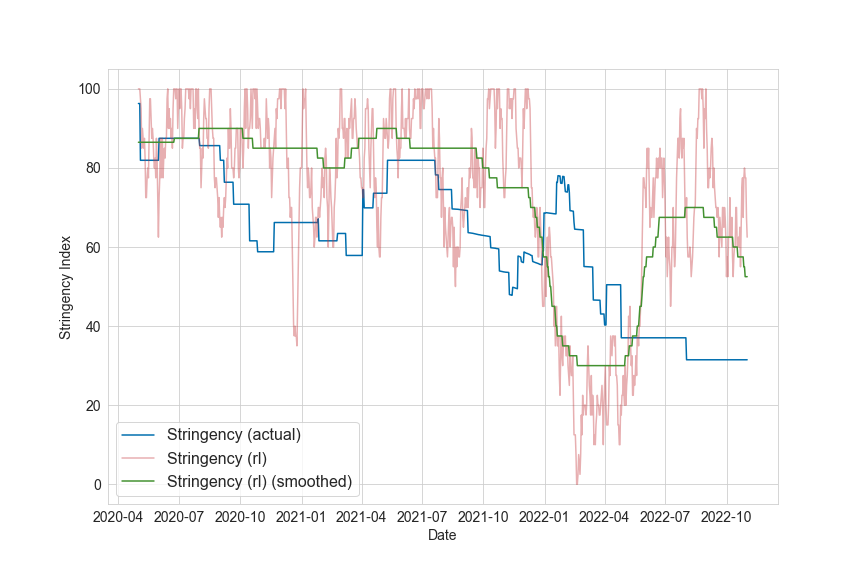 100
80
60
40
20
0
Stringency Index
Stringency (actual)
Stringency (rl)
Stringency (rl) (smoothed)
2020-04 2020-07 2020-10 2021-01 2021-04 2021-07 2021-10 2022-01 2022-04 2022-07 2022-10
Date